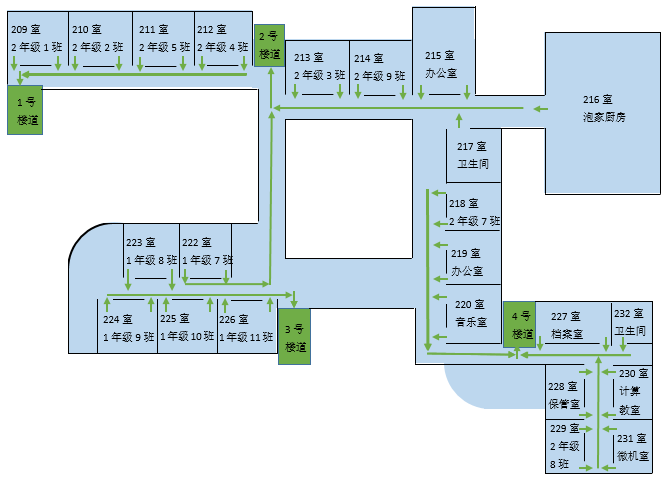 209 室
2 年级 1 班
210 室
2 年级 2 班
211 室
2 年级 5 班
212 室
2 年级 4 班
2 号
楼道
213 室
2 年级 3 班
214 室
2 年级 9 班
215 室
办公室
1 号
楼道
216 室
泡家厨房
217 室
卫生间
218 室
2 年级 7 班
219 室
办公室
220 室
音乐室
223 室
1 年级 8 班
222 室
1 年级 7 班
224 室
1 年级 9 班
225 室
1 年级 10 班
226 室
1 年级 11 班
3 号
楼道
4 号
楼道
227 室
档案室
232 室
卫生间
228 室
保管室
230 室
计算
教室
229 室
2 年级
8 班
231 室
微机室